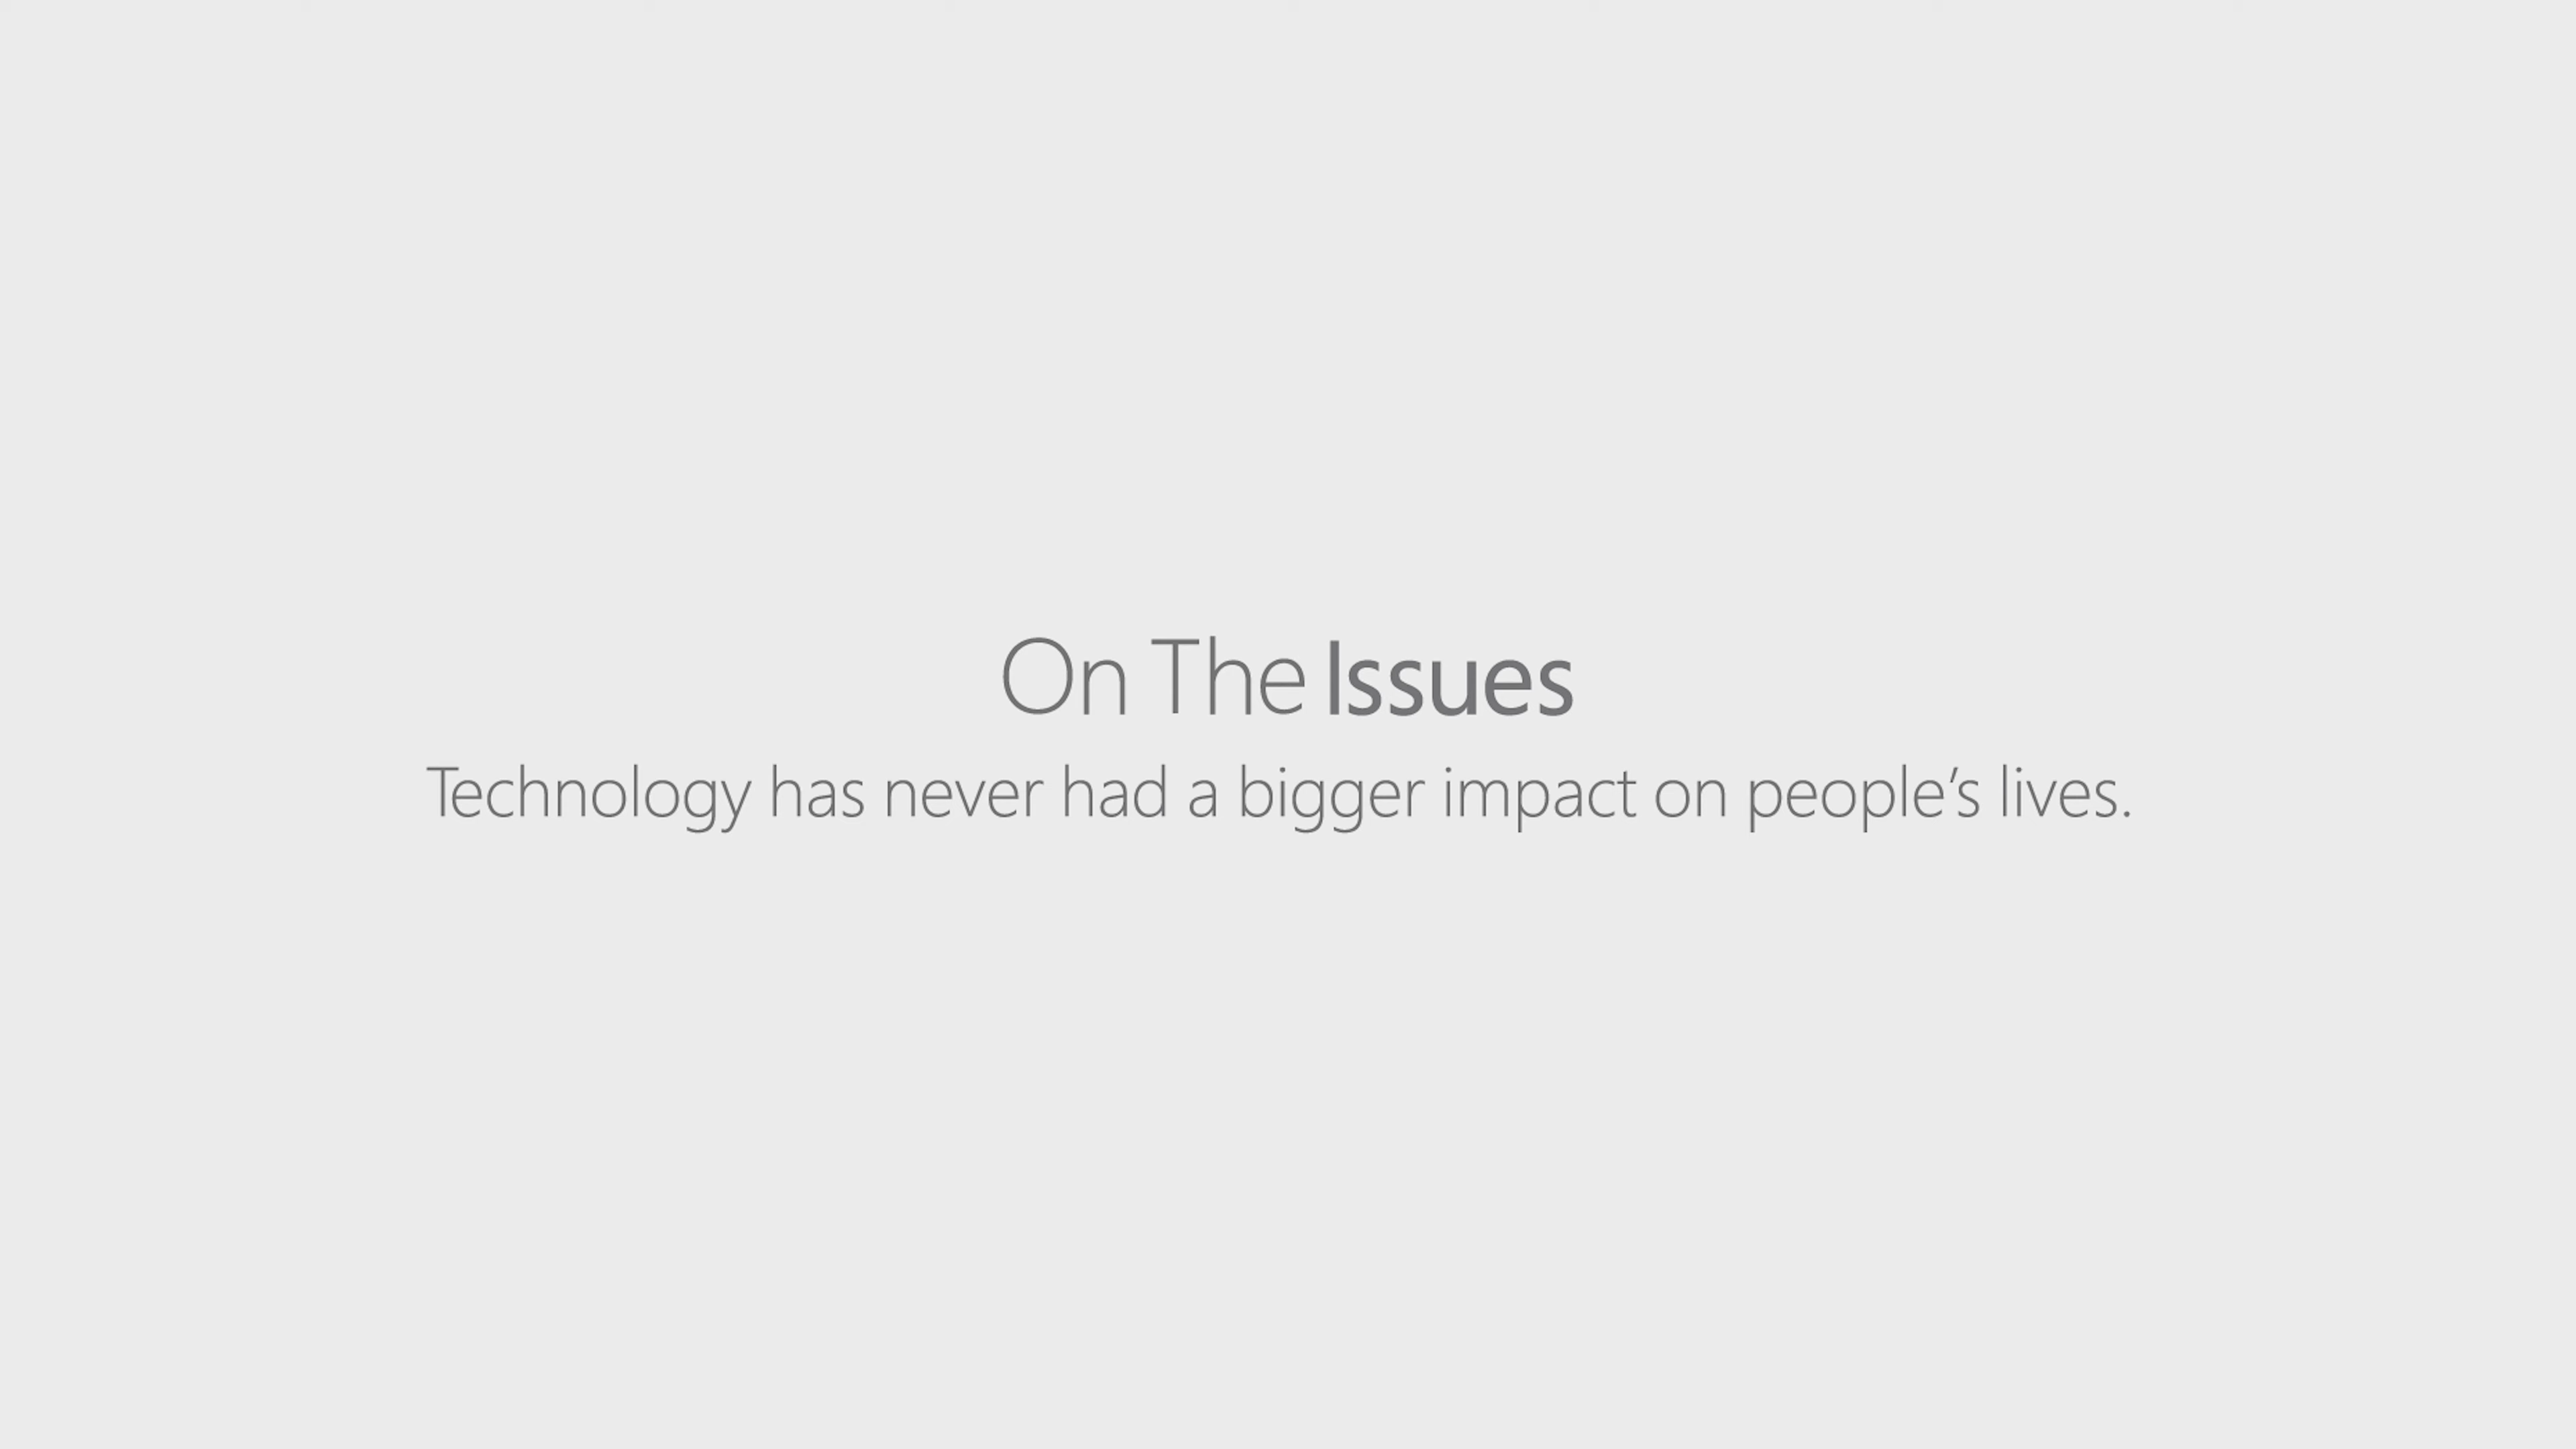 On The Issues
Technology has never had a bigger impact on people’s lives.